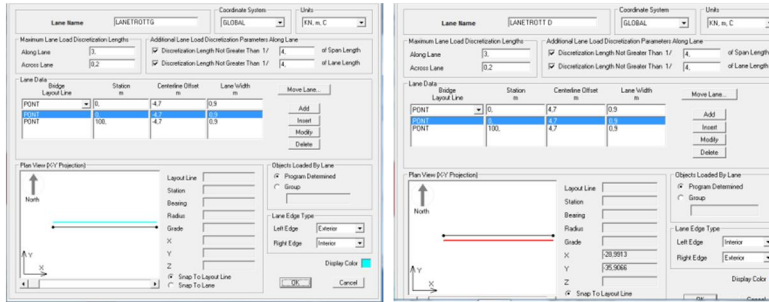 Lane Name LANETROTTG
Coordinate System
GLOBAL
Units
KN, m, C
Maximum Lane Load Discretization Lengths
Along Lane 3,
Across Lane 0,2
Additional Lane Load Discretization Parameters Along Lane
Discretization Length Not Greater Than 1/ 4, of Span Length
Discretization Length Not Greater Than 1/ 4, of Lane Length
Lane Data
Bridge Layout Line Station m Centerline Offset m Lane Width m
PONT 0, -4,7 0,9
PONT 0, -4,7 0,9
PONT 100, -4,7 0,9
Move Lane...
Add
Insert
Modify
Delete
Plan View (X-Y Projection)
North
Y
X
Layout Line
Station
Bearing
Radius
Grade
X
Y
Z
Snap To Layout Line
Snap To Lane
Objects Loaded By Lane
Program Determined
Group
Lane Edge Type
Left Edge Exterior
Right Edge Interior
Display Color
OK
Cancel
Lane Name LANETROTT D
Coordinate System
GLOBAL
Units
KN, m, C
Maximum Lane Load Discretization Lengths
Along Lane 3,
Across Lane 0,2
Additional Lane Load Discretization Parameters Along Lane
Discretization Length Not Greater Than 1/ 4, of Span Length
Discretization Length Not Greater Than 1/ 4, of Lane Length
Lane Data
Bridge Layout Line Station m Centerline Offset m Lane Width m
PONT 0, 4,7 0,9
PONT 0, 4,7 0,9
PONT 100, 4,7 0,9
Move Lane...
Add
Insert
Modify
Delete
Plan View (X-Y Projection)
North
Y
X
Layout Line
Station
Bearing
Radius
Grade
X -28,9913
Y -35,9066
Z
Snap To Layout Line
Objects Loaded By Lane
Program Determined
Group
Lane Edge Type
Left Edge Interior
Right Edge Exterior
Display Color